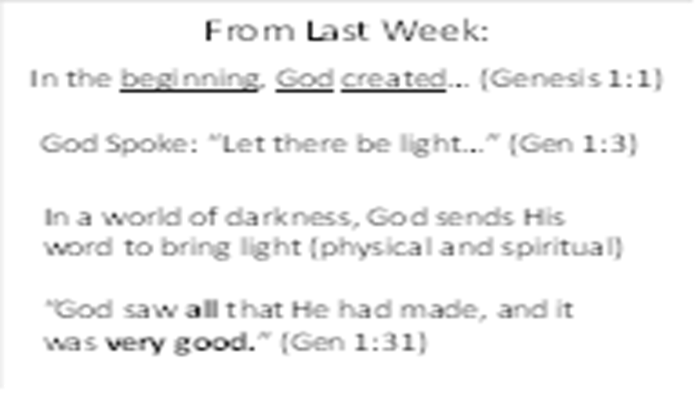 From Last Week:
In the beginning, God created... (Genesis 1:1)
God Spoke: "Let there be light..." (Gen 1:3)
In a world of darkness, God sends His
word to bring light (physical and spiritual)
"God saw all that He had made, and it
was very good." (Gen 1:31)